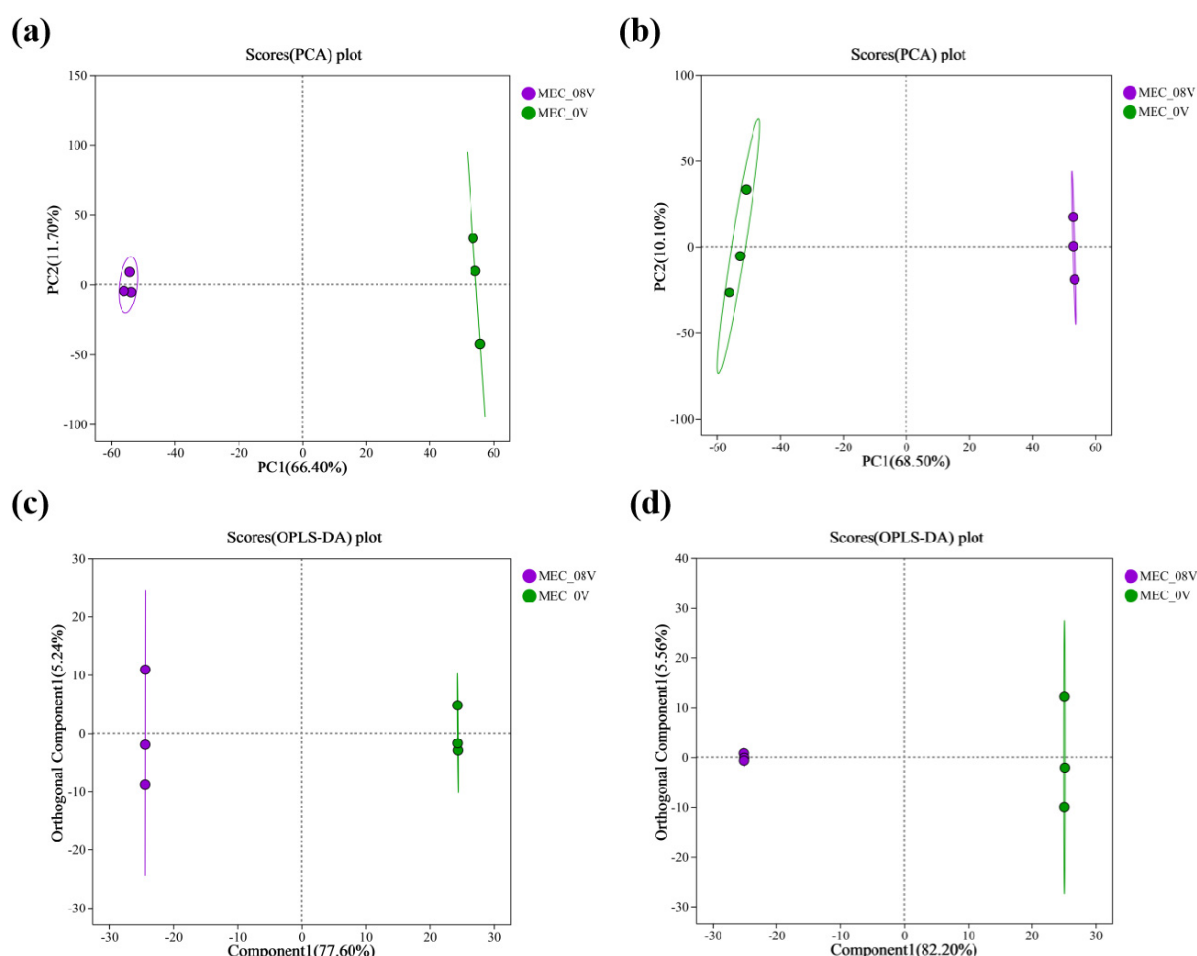 (a)
Scores(PCA) plot
150
100
50
0
-50
-100
-60
-40
-20
0
20
40
60
PC2(11.70%)
PC1(66.40%)
MEC_08V
MEC_0V
(b)
Scores(PCA) plot
100
50
0
-50
-100
-60
-40
-20
0
20
40
60
PC2(10.10%)
PC1(68.50%)
MEC_08V
MEC_0V
(c)
Scores(OPLS-DA) plot
30
20
10
0
-10
-20
-30
-30
-20
-10
0
10
20
30
Orthogonal Component1(5.24%)
Component1(77.60%)
MEC_08V
MEC_0V
(d)
Scores(OPLS-DA) plot
40
30
20
10
0
-10
-20
-30
-30
-20
-10
0
10
20
30
Orthogonal Component1(5.56%)
Component1(82.20%)
MEC_08V
MEC_0V